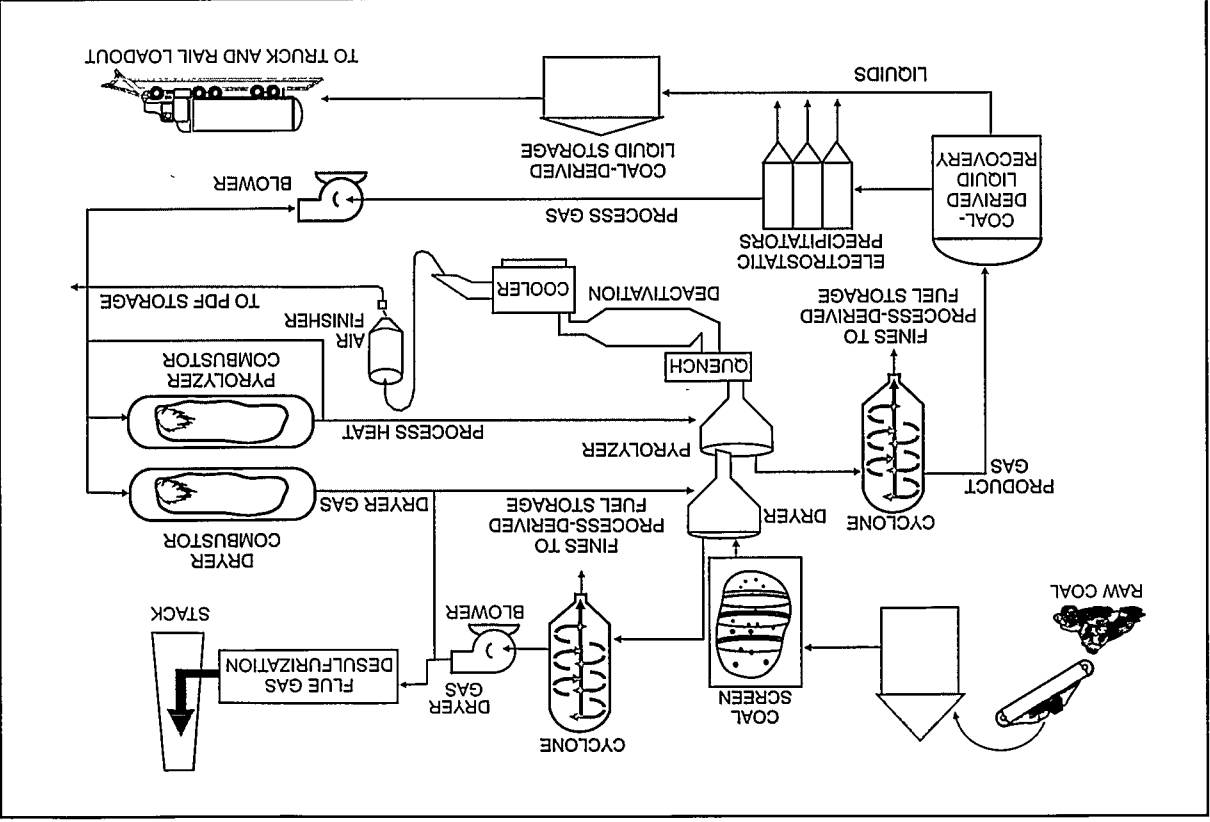 CYCLONE
COAL
SCREEN
DRYER
GAS
FLUE GAS
DESULFURIZATION
RAW COAL
BLOWER
STACK
DRYER
COMBUSTOR
FINES TO
PROCESS-DERIVED
FUEL STORAGE
CYCLONE
DRYER
DRYER GAS
PRODUCT
GAS
PYROLYZER
PROCESS HEAT
PYROLYZER
COMBUSTOR
QUENCH
AIR
FINISHER
FINES TO
PROCESS-DERIVED
FUEL STORAGE
DEACTIVATION
COOLER
TO PDF STORAGE
ELECTROSTATIC
PRECIPITATORS
COAL-
DERIVED
LIQUID
RECOVERY
PROCESS GAS
BLOWER
COAL-DERIVED
LIQUID STORAGE
LIQUIDS
TO TRUCK AND RAIL LOADOUT